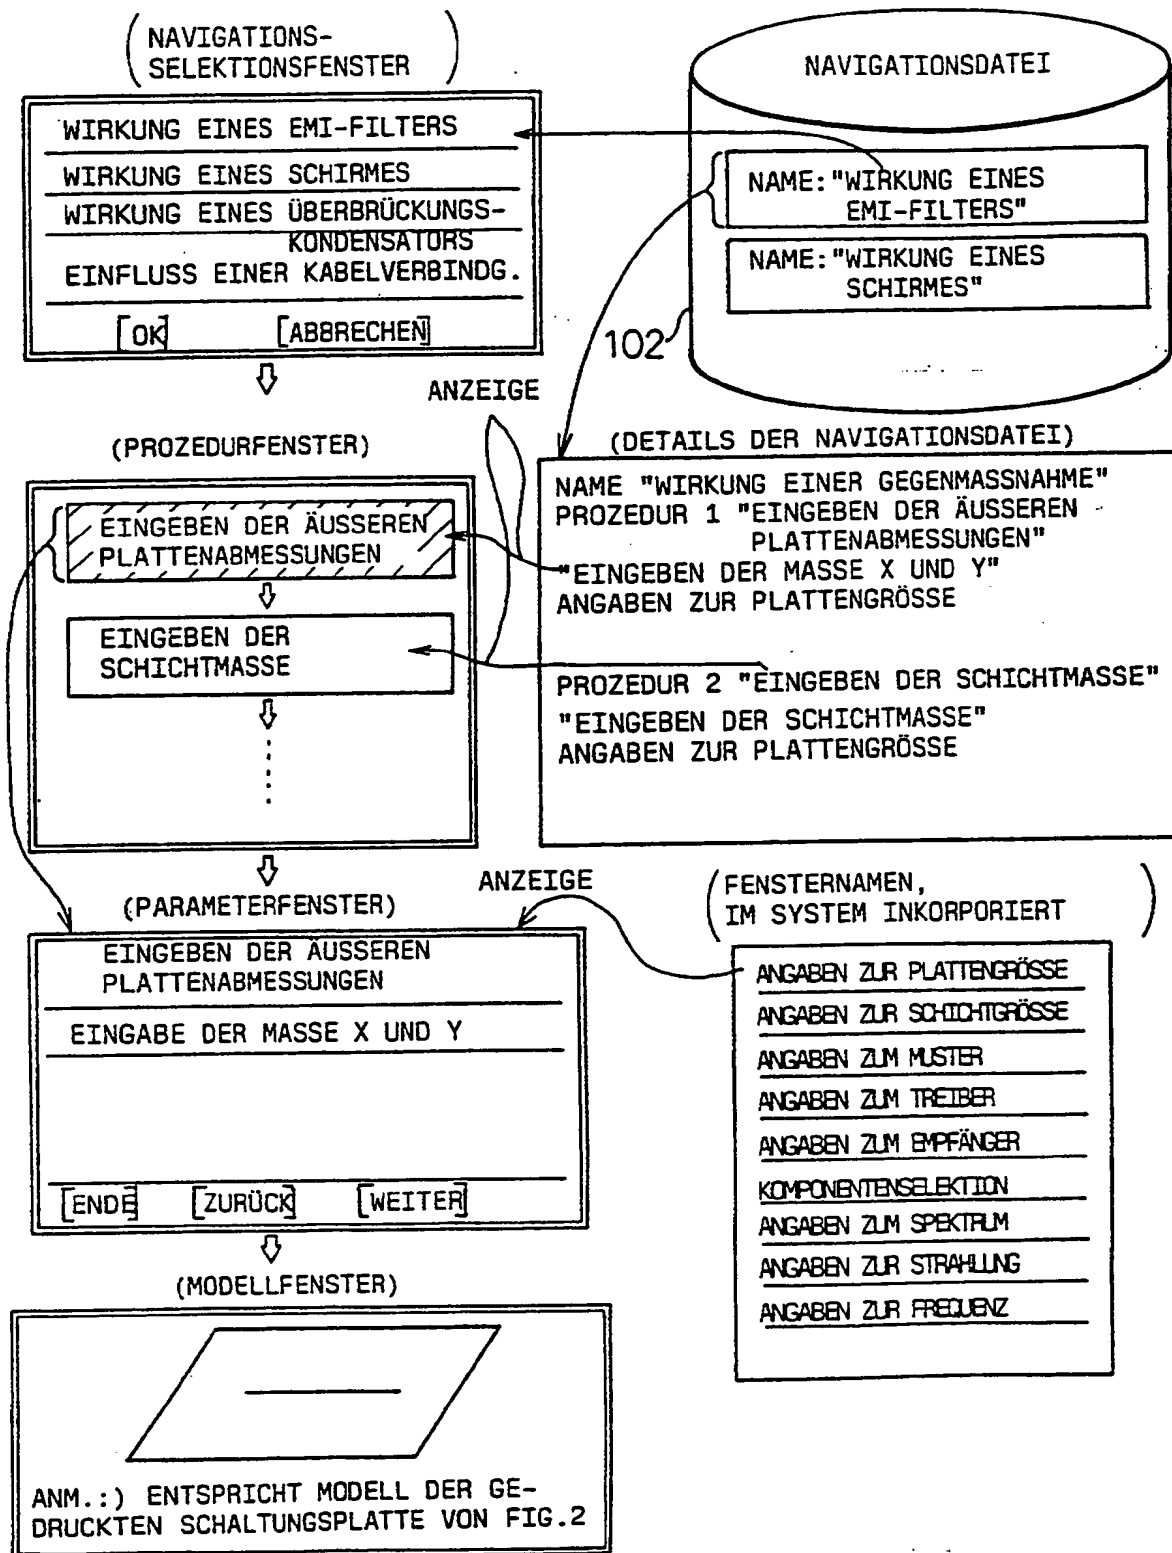 NAVIGATIONS-
SELEKTIONSFENSTER
WIRKUNG EINES EMI-FILTERS
WIRKUNG EINES SCHIRMES
WIRKUNG EINES ÜBERBRÜCKUNGS-
KONDENSATORS
EINFLUSS EINER KABELVERBINDG.
[OK] [ABBRECHEN]
NAVIGATIONSDATEI
NAME: "WIRKUNG EINES
EMI-FILTERS"
NAME: "WIRKUNG EINES
SCHIRMES"
102
ANZEIGE
(PROZEDURFENSTER)
EINGEBEN DER ÄUSSEREN
PLATTENABMESSUNGEN
EINGEBEN DER
SCHICHTMASSE
(DETAILS DER NAVIGATIONSDATEI)
NAME "WIRKUNG EINER GEGENMASSNAHME"
PROZEDUR 1 "EINGEBEN DER ÄUSSEREN
PLATTENABMESSUNGEN"
"EINGEBEN DER MASSE X UND Y"
ANGABEN ZUR PLATTENGRÖSSE
PROZEDUR 2 "EINGEBEN DER SCHICHTMASSE"
"EINGEBEN DER SCHICHTMASSE"
ANGABEN ZUR PLATTENGRÖSSE
(PARAMETERFENSTER)
ANZEIGE
EINGEBEN DER ÄUSSEREN
PLATTENABMESSUNGEN
EINGABE DER MASSE X UND Y
[ENDE] [ZURÜCK] [WEITER]
(FENSTERNAMEN,
IM SYSTEM INKORPORIERT)
ANGABEN ZUR PLATTENGRÖSSE
ANGABEN ZUR SCHICHTGRÖSSE
ANGABEN ZUM MUSTER
ANGABEN ZUM TREIBER
ANGABEN ZUM EMPFÄNGER
KOMPONENTENSELEKTION
ANGABEN ZUM SPEKTRUM
ANGABEN ZUR STRAHLUNG
ANGABEN ZUR FREQUENZ
(MODELLFENSTER)
ANM.:) ENTSPRICHT MODELL DER GE-
DRUCKTEN SCHALTUNGSPLATTE VON FIG.2